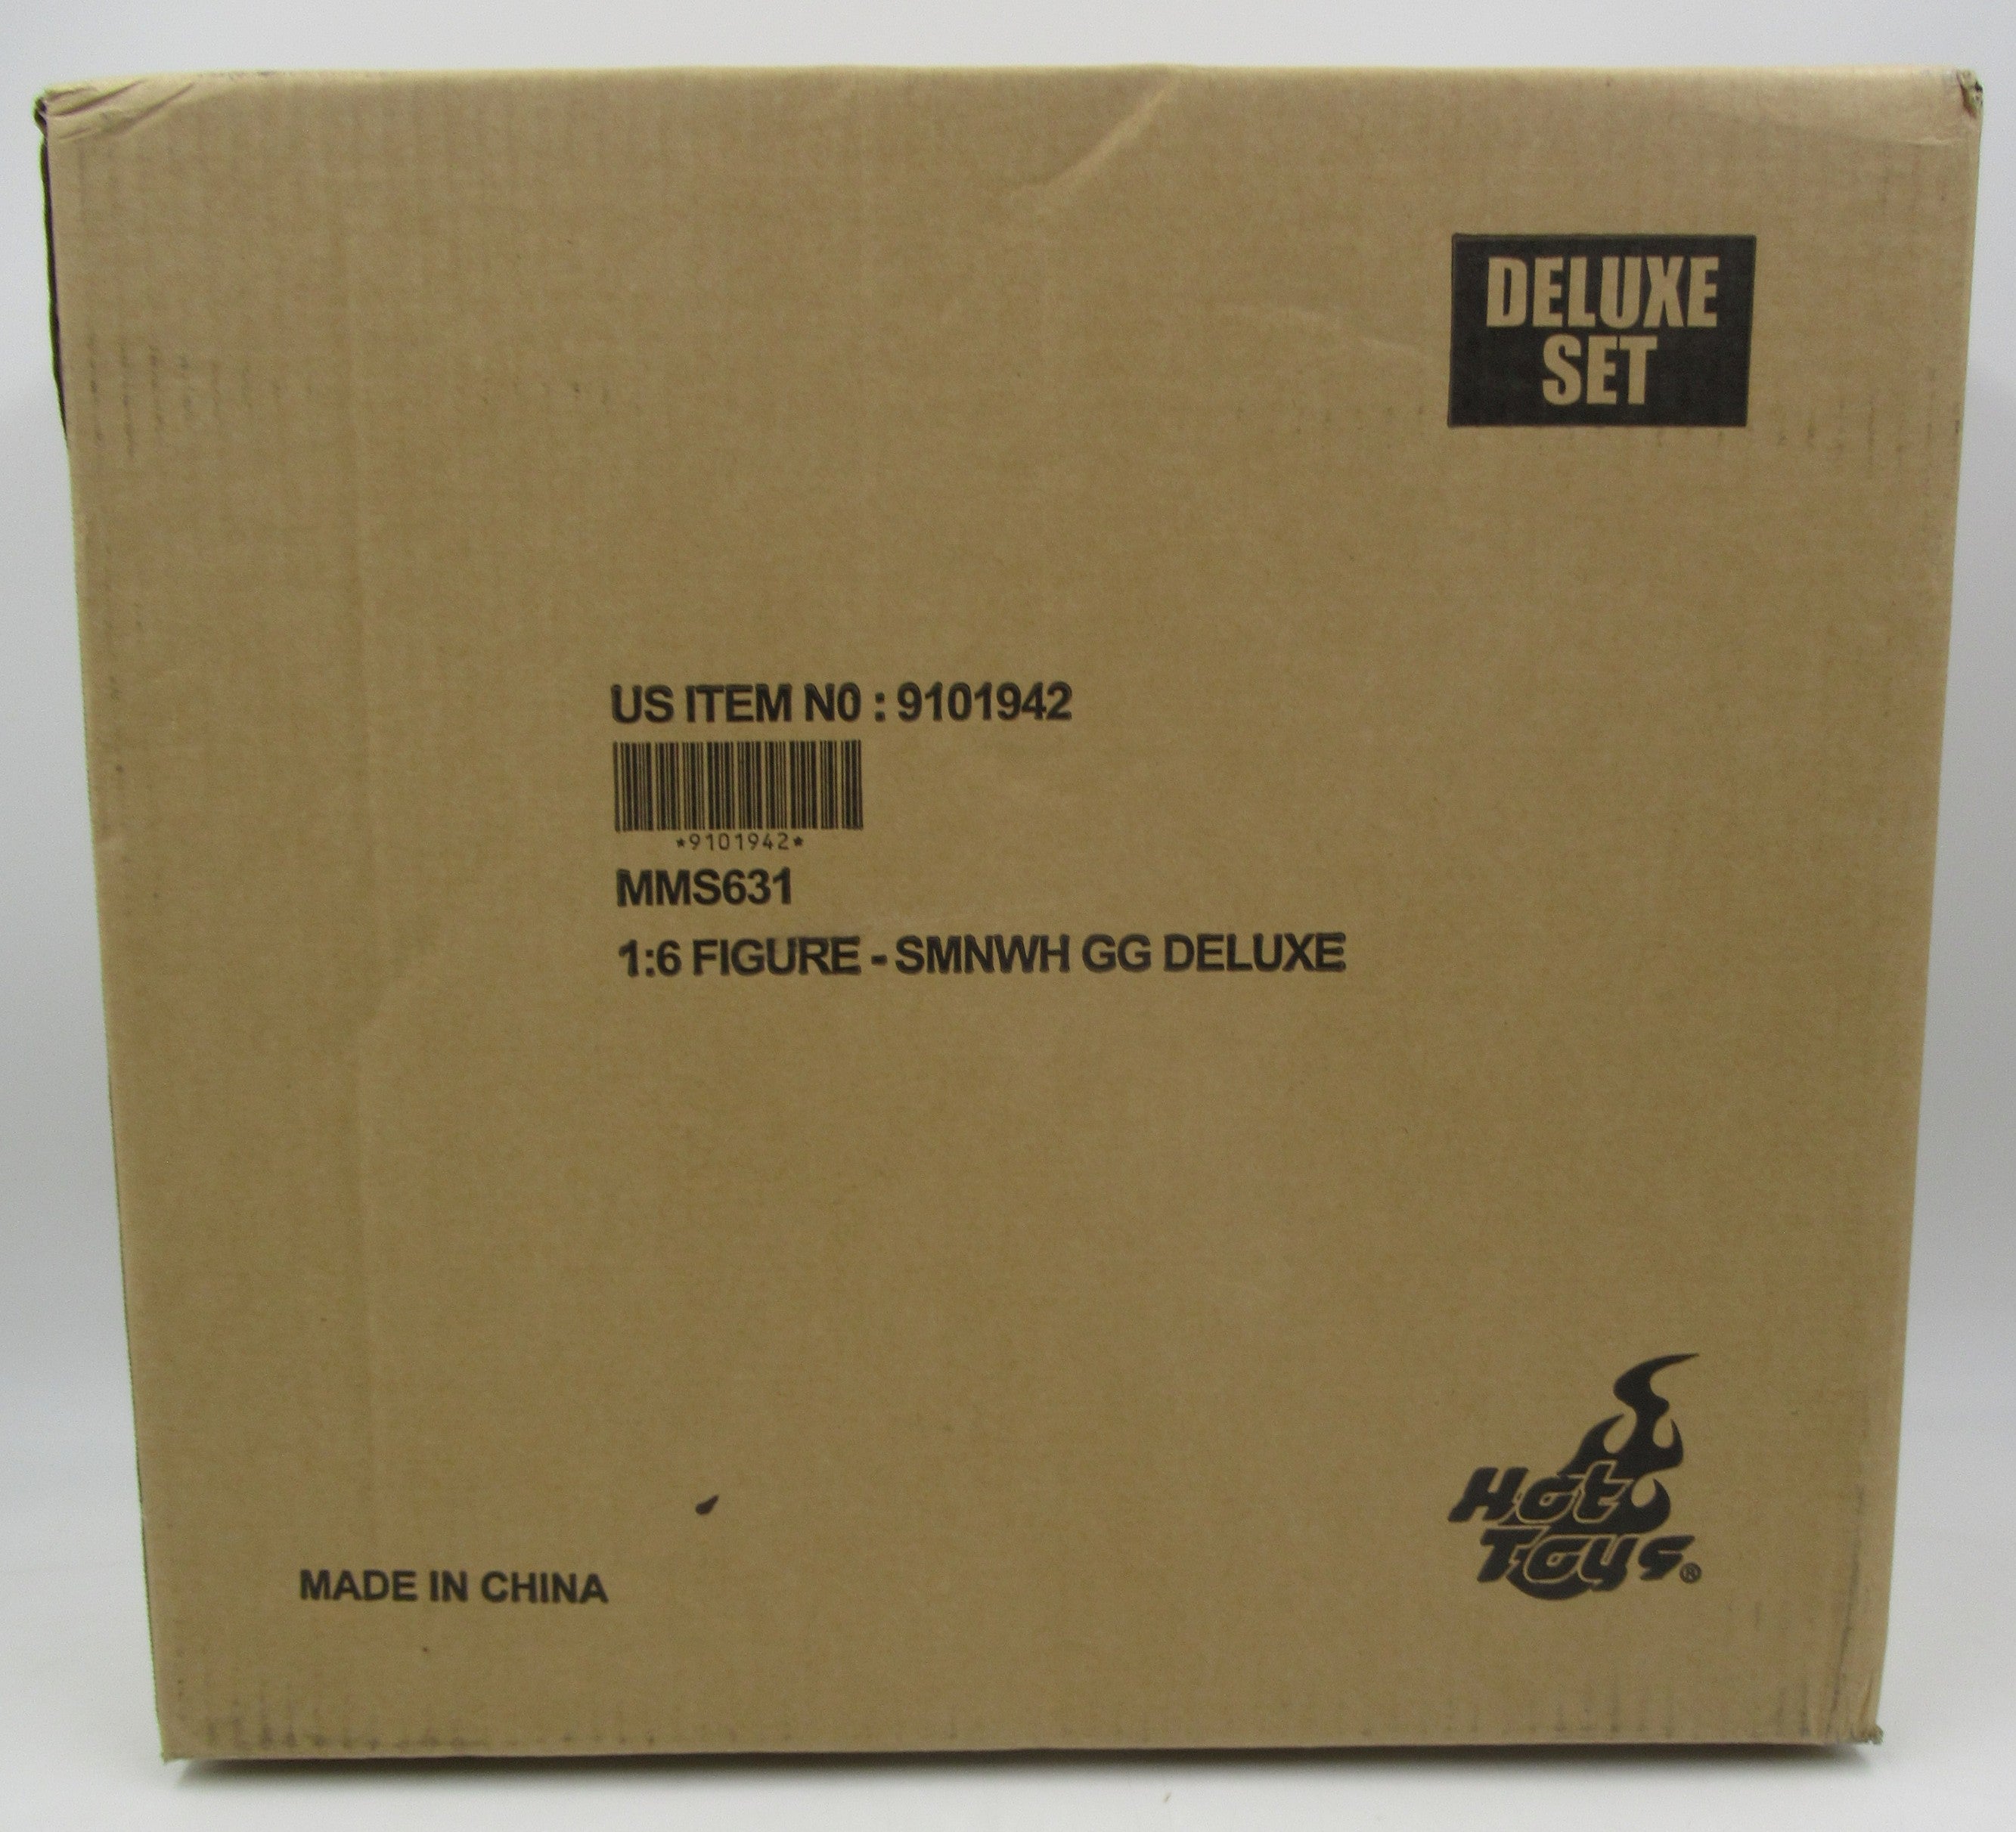 DELUXE
SET
US ITEM N0 : 9101942
*9101942*
MMS631
1:6 FIGURE - SMNWH GG DELUXE
Hot
Toys®
MADE IN CHINA